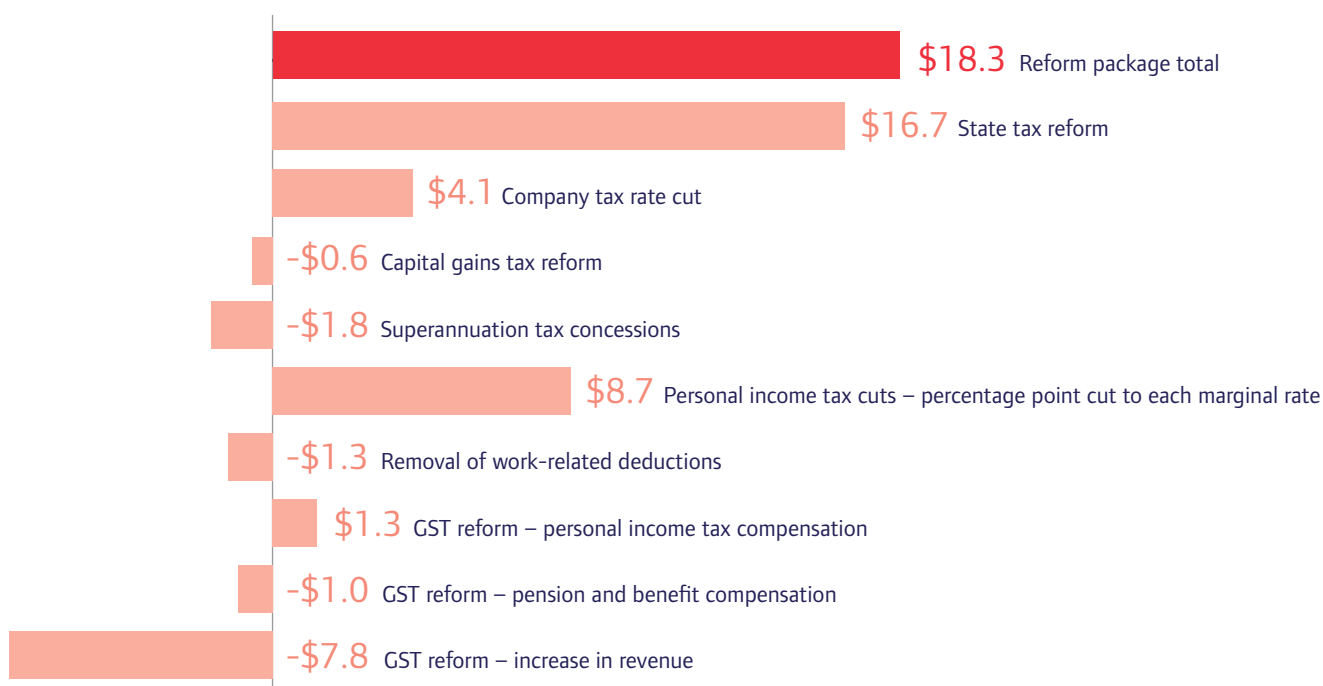 $18.3 Reform package total
$16.7 State tax reform
$4.1 Company tax rate cut
-$0.6 Capital gains tax reform
-$1.8 Superannuation tax concessions
$8.7 Personal income tax cuts – percentage point cut to each marginal rate
-$1.3 Removal of work-related deductions
$1.3 GST reform – personal income tax compensation
-$1.0 GST reform – pension and benefit compensation
-$7.8 GST reform – increase in revenue